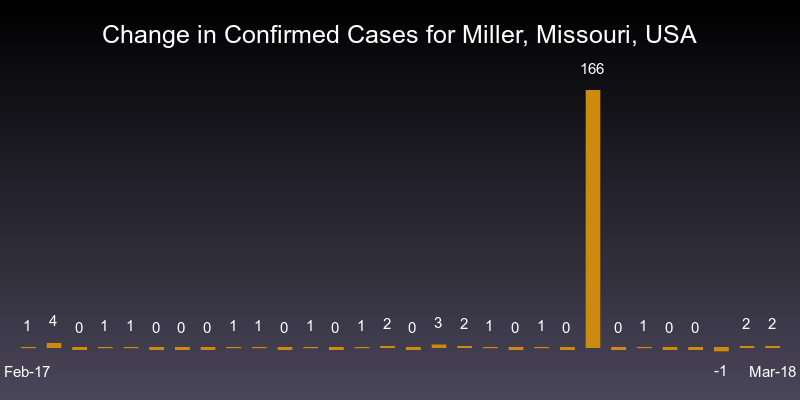 Change in Confirmed Cases for Miller, Missouri, USA
166
1 4 0 1 1 0 0 0 1 1 0 1 0 1 2 0 3 2 1 0 1 0 0 1 0 0 2 2
Feb-17 -1 Mar-18